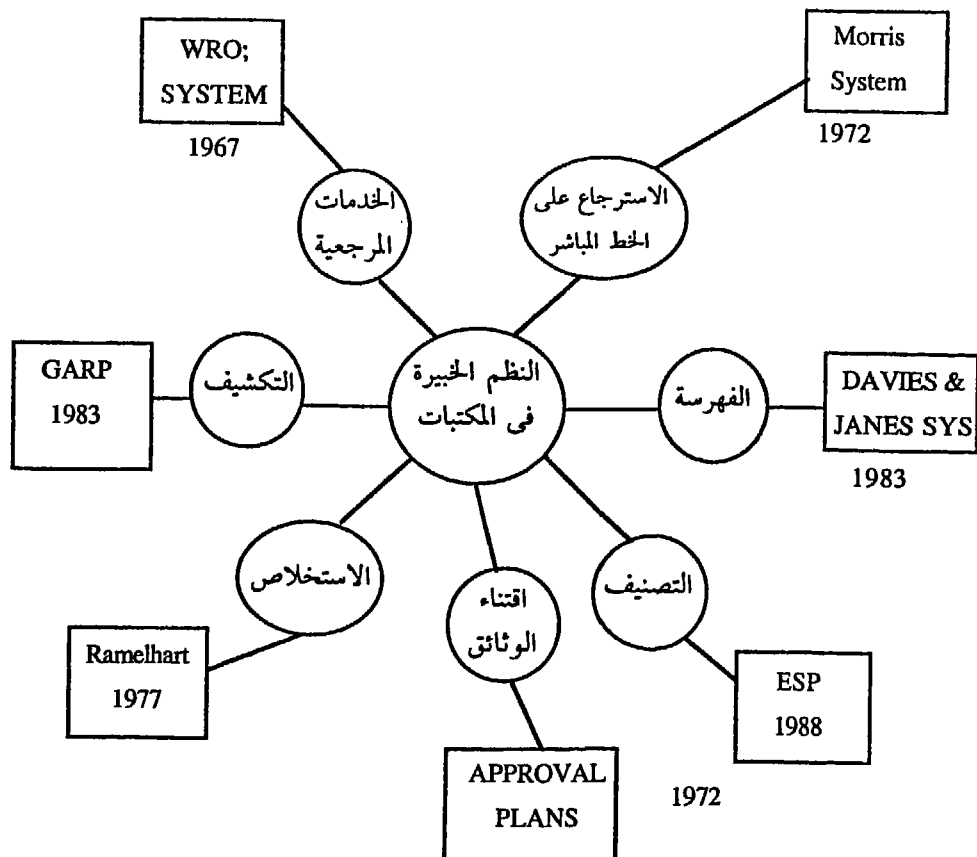 WRO;
SYSTEM
1967
Morris
System
1972
الخدمات
المرجعية
الاسترجاع على
الخط المباشر
GARP
1983
التكشيف
النظم الخبيرة
فى المكتبات
الفهرسة
DAVIES &
JANES SYS
1983
الاستخلاص
اقتناء
الوثائق
التصنيف
Ramelhart
1977
ESP
1988
APPROVAL
PLANS
1972